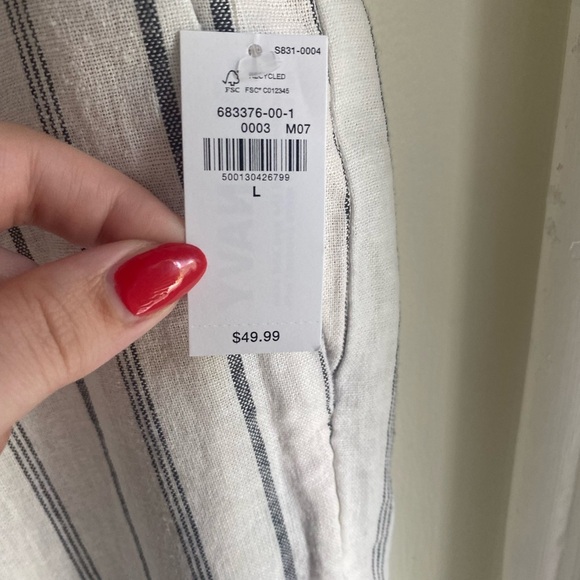 S831-0004
RECYCLED
FSC FSC® C012345
683376-00-1
0003 M07
500130426799
L
$49.99